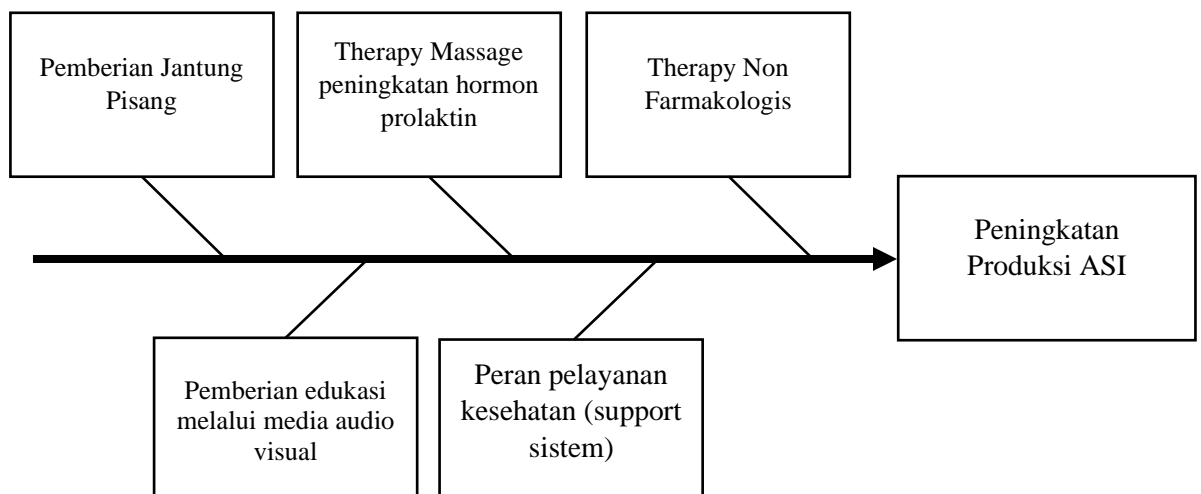 Pemberian Jantung
Pisang
Therapy Massage
peningkatan hormon
prolaktin
Therapy Non
Farmakologis
Peningkatan
Produksi ASI
Pemberian edukasi
melalui media audio
visual
Peran pelayanan
kesehatan (support
sistem)